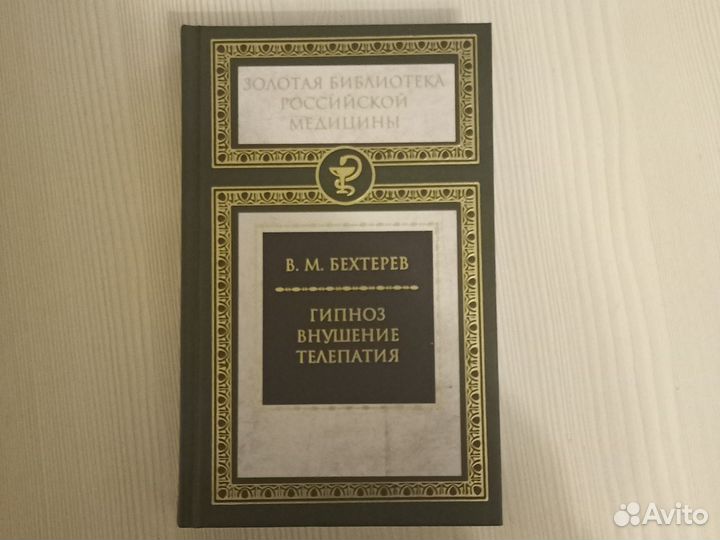 ЗОЛОТАЯ БИБЛИОТЕКА
РОССИЙСКОЙ
МЕДИЦИНЫ
В. М. БЕХТЕРЕВ
ГИПНОЗ
ВНУШЕНИЕ
ТЕЛЕПАТИЯ
Avito